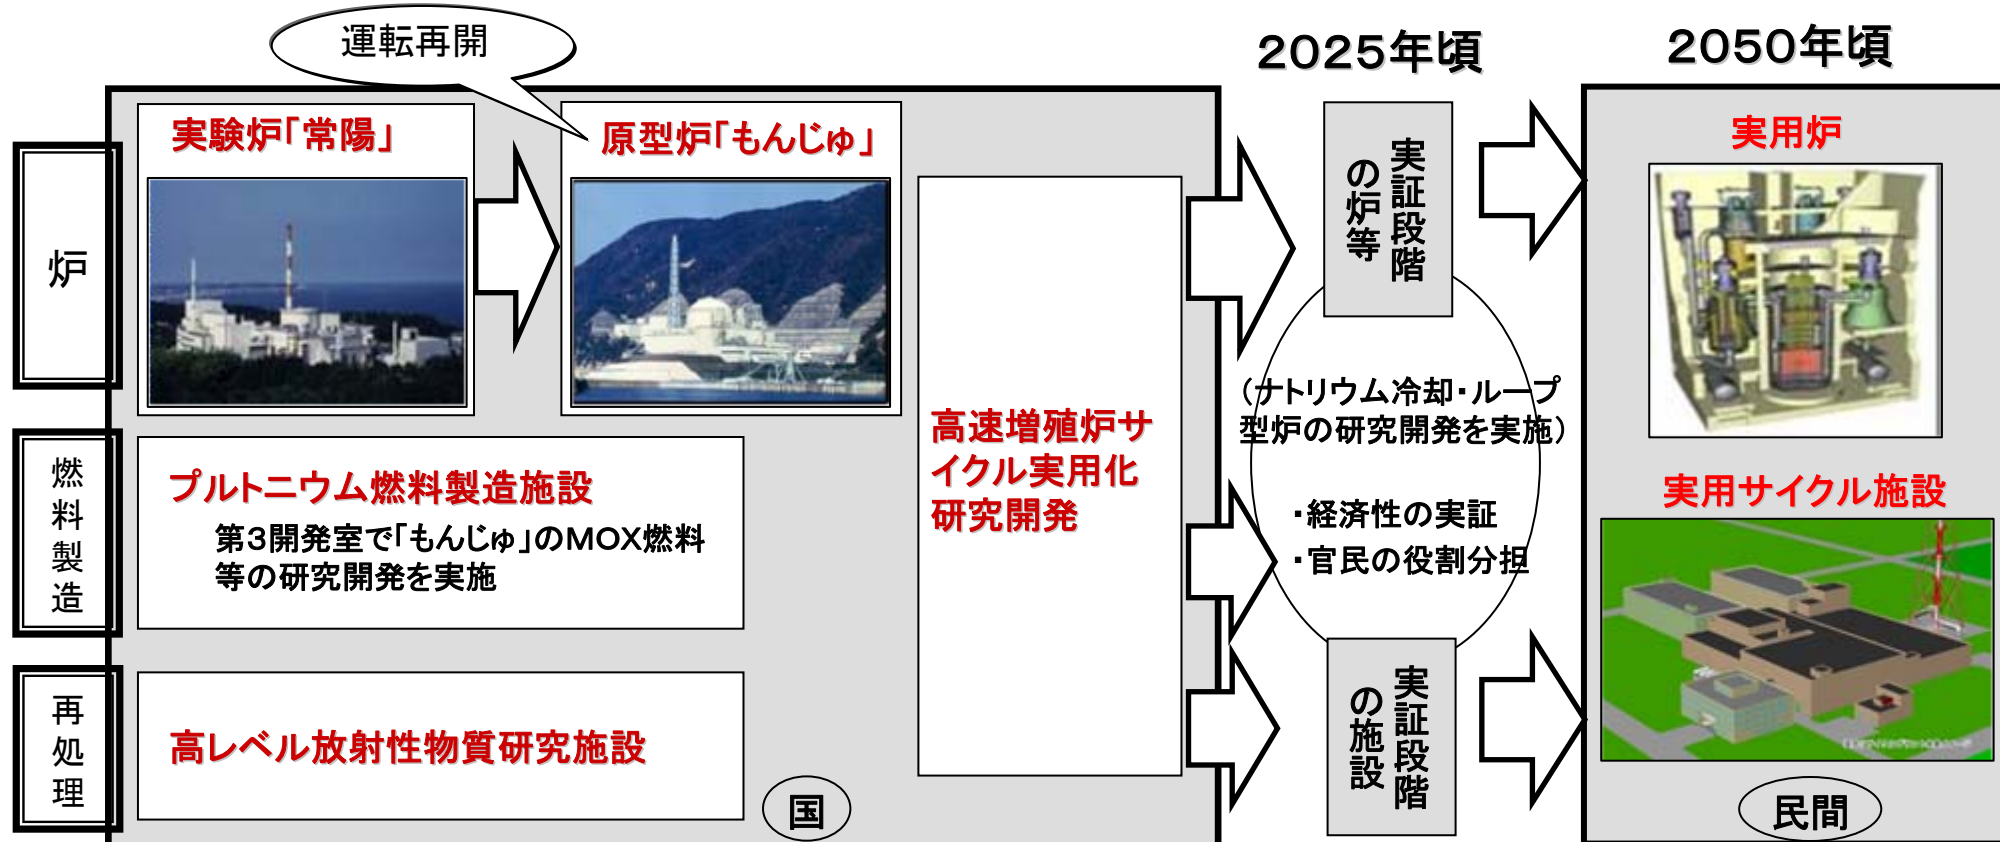 運転再開
2025年頃
2050年頃
炉
実験炉「常陽」
原型炉「もんじゅ」
燃料製造
プルトニウム燃料製造施設
第3開発室で「もんじゅ」のMOX燃料
等の研究開発を実施
再処理
高レベル放射性物質研究施設
国
高速増殖炉サ
イクル実用化
研究開発
実証段階
の炉等
(ナトリウム冷却・ループ
型炉の研究開発を実施)
・経済性の実証
・官民の役割分担
実証段階
の施設
実用炉
実用サイクル施設
民間